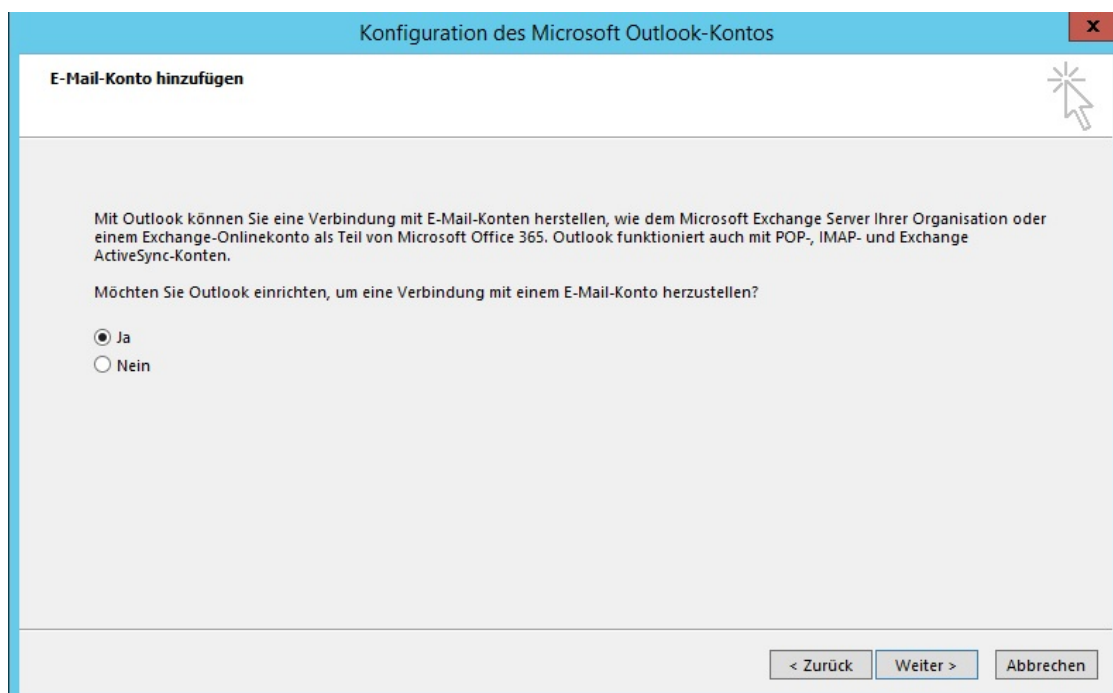 Konfiguration des Microsoft Outlook-Kontos
x
E-Mail-Konto hinzufügen
Mit Outlook können Sie eine Verbindung mit E-Mail-Konten herstellen, wie dem Microsoft Exchange Server Ihrer Organisation oder
einem Exchange-Onlinekonto als Teil von Microsoft Office 365. Outlook funktioniert auch mit POP-, IMAP- und Exchange
ActiveSync-Konten.
Möchten Sie Outlook einrichten, um eine Verbindung mit einem E-Mail-Konto herzustellen?
Ja
Nein
< Zurück Weiter > Abbrechen